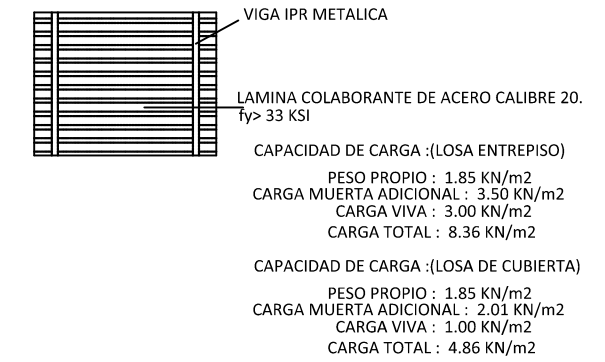 VIGA IPR METALICA
LAMINA COLABORANTE DE ACERO CALIBRE 20.
fy> 33 KSI
CAPACIDAD DE CARGA :(LOSA ENTREPISO)
PESO PROPIO : 1.85 KN/m2
CARGA MUERTA ADICIONAL : 3.50 KN/m2
CARGA VIVA : 3.00 KN/m2
CARGA TOTAL : 8.36 KN/m2
CAPACIDAD DE CARGA :(LOSA DE CUBIERTA)
PESO PROPIO : 1.85 KN/m2
CARGA MUERTA ADICIONAL : 2.01 KN/m2
CARGA VIVA : 1.00 KN/m2
CARGA TOTAL : 4.86 KN/m2